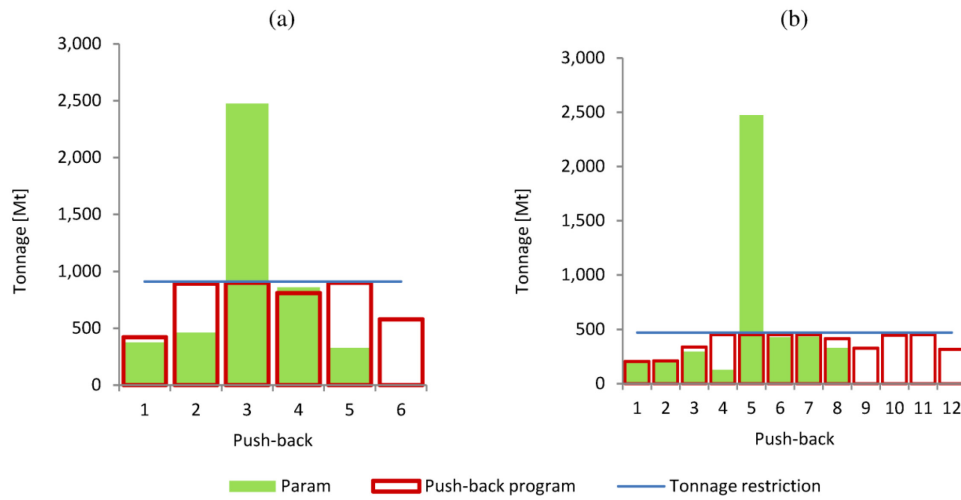 (a)
3,000
2,500
2,000
1,500
1,000
500
0
Tonnage [Mt]
1 2 3 4 5 6
Push-back
(b)
3,000
2,500
2,000
1,500
1,000
500
0
Tonnage [Mt]
1 2 3 4 5 6 7 8 9 10 11 12
Push-back
Param Push-back program Tonnage restriction